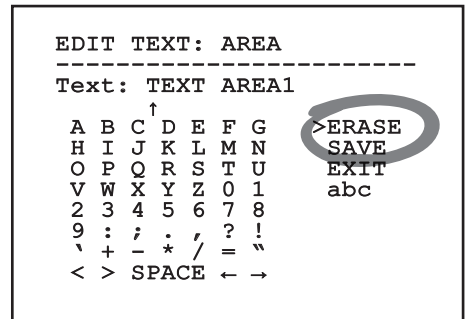 EDIT TEXT: AREA
------------------------
Text: TEXT AREA1
↑
A B C D E F G >ERASE
H I J K L M N SAVE
O P Q R S T U EXIT
V W X Y Z 0 1 abc
2 3 4 5 6 7 8
9 : ; . , ? !
‘ + – * / = “
< > SPACE ← →